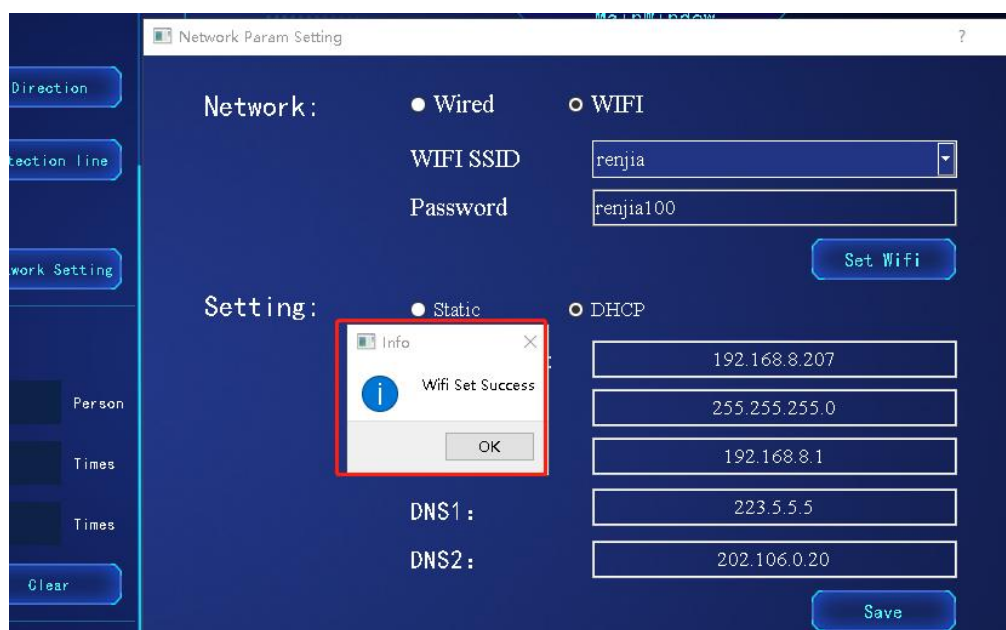 MainWindow
Network Param Setting ?
Direction
tection line
work Setting
Person
Times
Times
Clear
Network: Wired WIFI
WIFI SSID renjia
Password renjia100
Set Wifi
Setting: Static DHCP
Info
Wifi Set Success
OK
: 192.168.8.207
255.255.255.0
192.168.8.1
DNS1: 223.5.5.5
DNS2: 202.106.0.20
Save